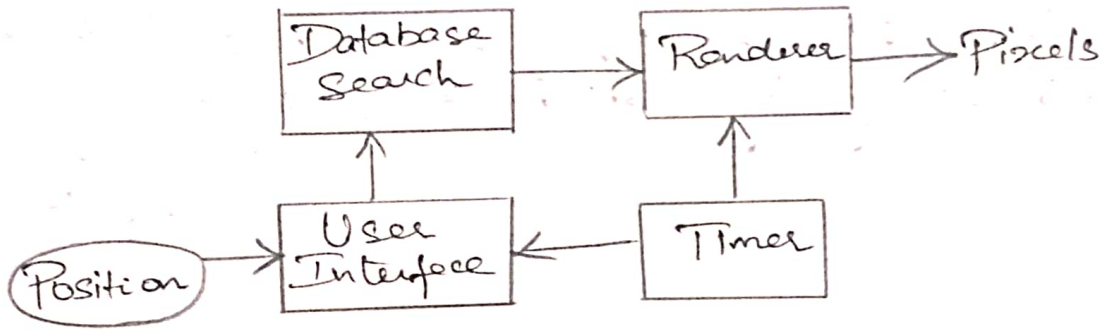 Database
Search
Renderer
Pixels
User
Interface
Timer
Position